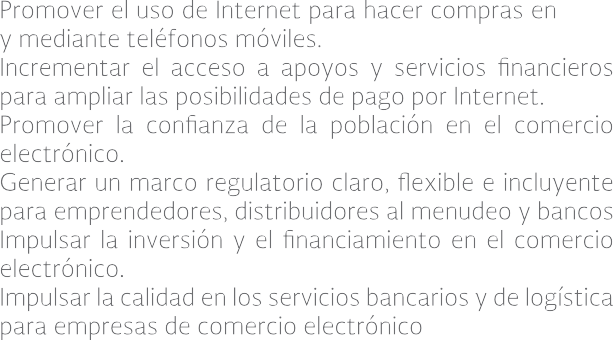 Promover el uso de Internet para hacer compras en
y mediante teléfonos móviles.
Incrementar el acceso a apoyos y servicios financieros
para ampliar las posibilidades de pago por Internet.
Promover la confianza de la población en el comercio
electrónico.
Generar un marco regulatorio claro, flexible e incluyente
para emprendedores, distribuidores al menudeo y bancos
Impulsar la inversión y el financiamiento en el comercio
electrónico.
Impulsar la calidad en los servicios bancarios y de logística
para empresas de comercio electrónico